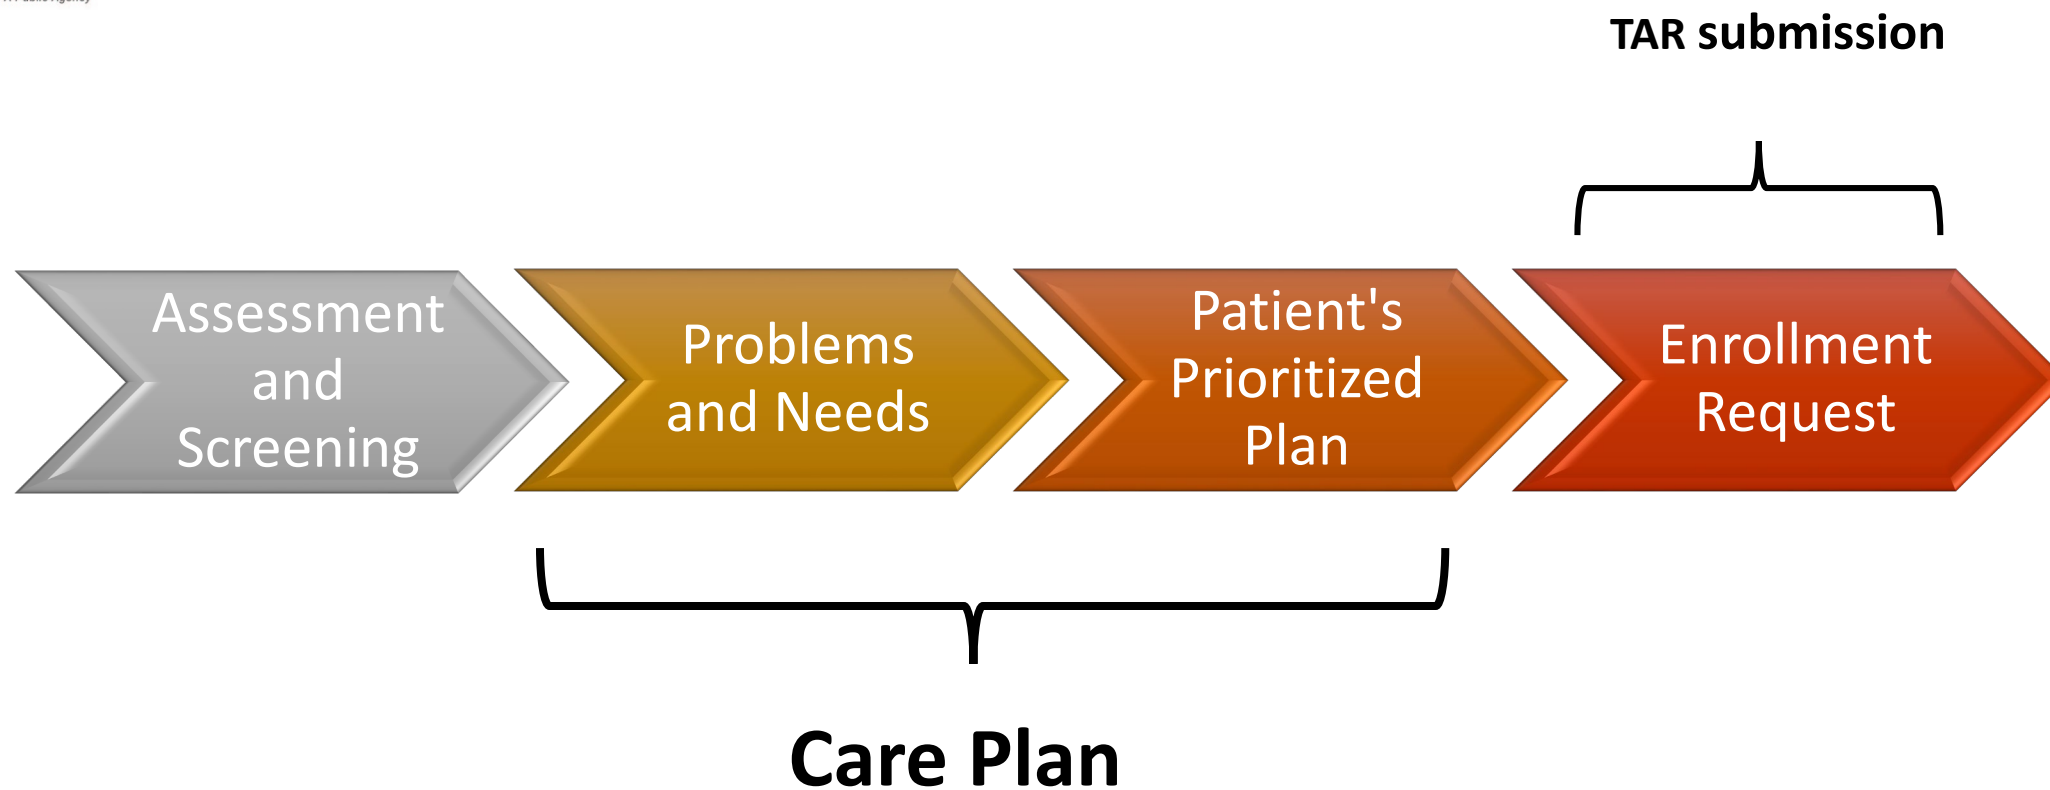 TAR submission
Assessment
and
Screening
Problems
and Needs
Patient's
Prioritized
Plan
Enrollment
Request
Care Plan